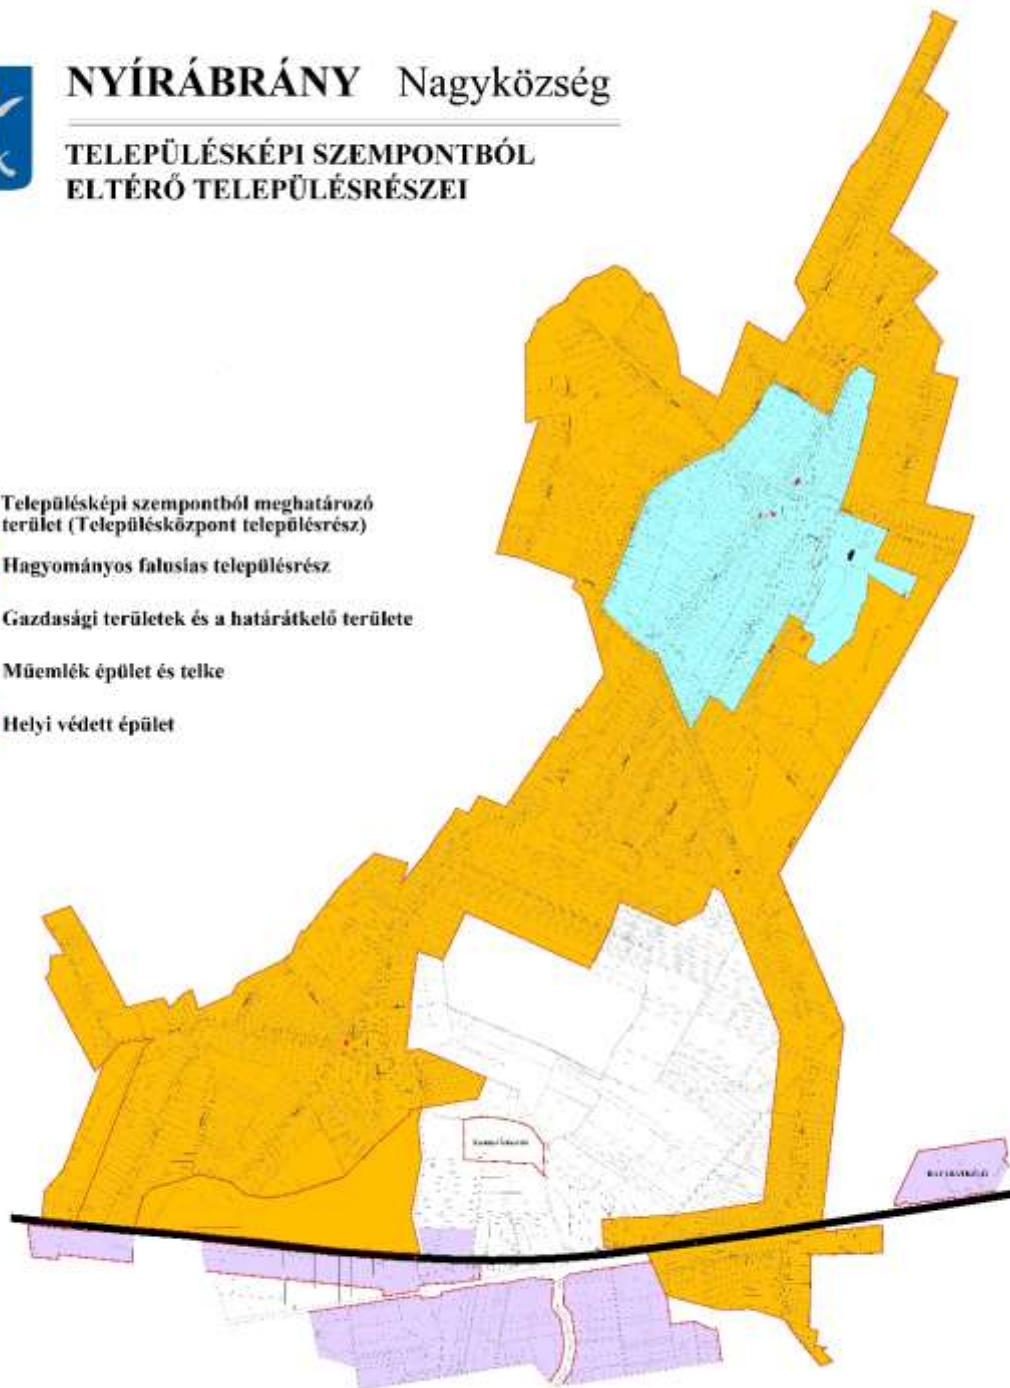 NYÍRÁBRÁNY Nagyközség
TELEPÜLÉSKÉPI SZEMPONTBÓL
ELTÉRŐ TELEPÜLÉSRÉSZEI
Településképi szempontból meghatározó
terület (Településközpont településrész)
Hagyományos falusias településrész
Gazdasági területek és a határátkelő területe
Műemlék épület és telke
Helyi védett épület